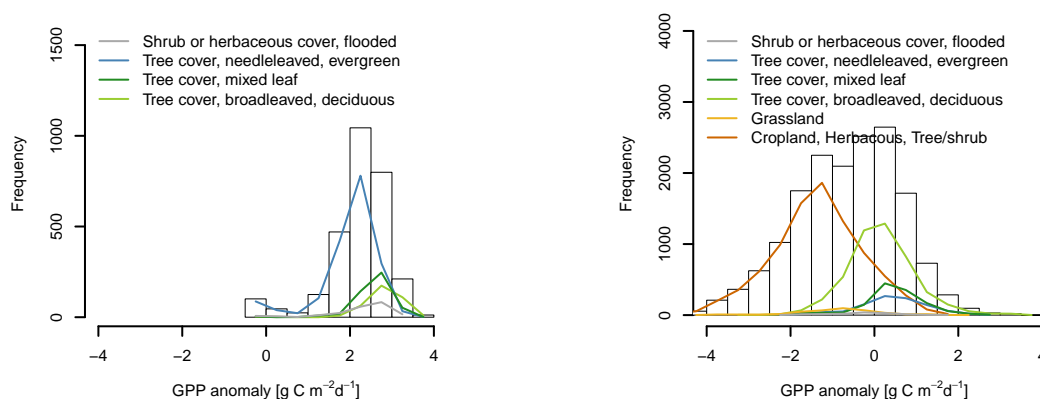 Shrub or herbaceous cover, flooded
Tree cover, needleleaved, evergreen
Tree cover, mixed leaf
Tree cover, broadleaved, deciduous
Frequency
1500
1000
500
0
−4
−2
0
2
4
GPP anomaly [g C m−2d−1]
Shrub or herbaceous cover, flooded
Tree cover, needleleaved, evergreen
Tree cover, mixed leaf
Tree cover, broadleaved, deciduous
Grassland
Cropland, Herbacous, Tree/shrub
Frequency
4000
3000
2000
1000
0
−4
−2
0
2
4
GPP anomaly [g C m−2d−1]